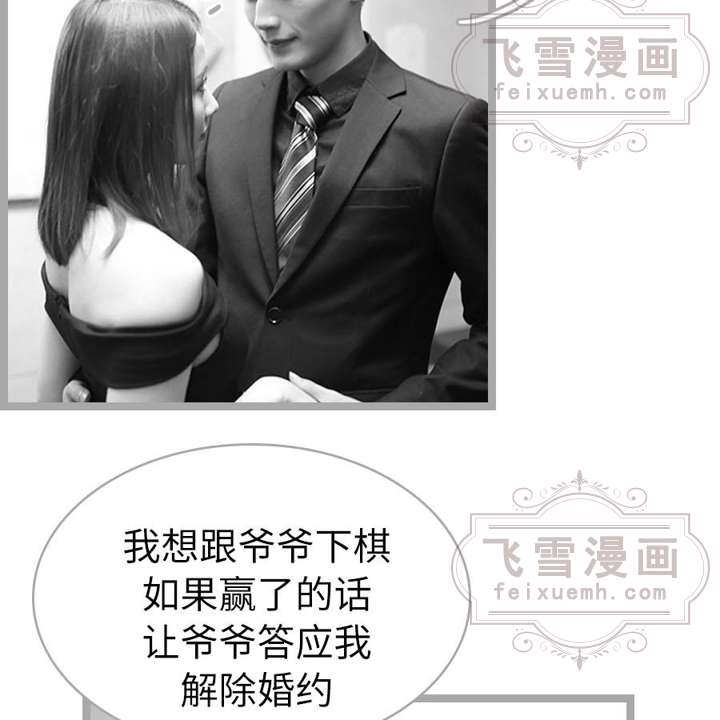 飞雪漫画
feixuemh.com
我想跟爷爷下棋
如果赢了的话
让爷爷答应我
解除婚约
飞雪漫画
feixuemh.com